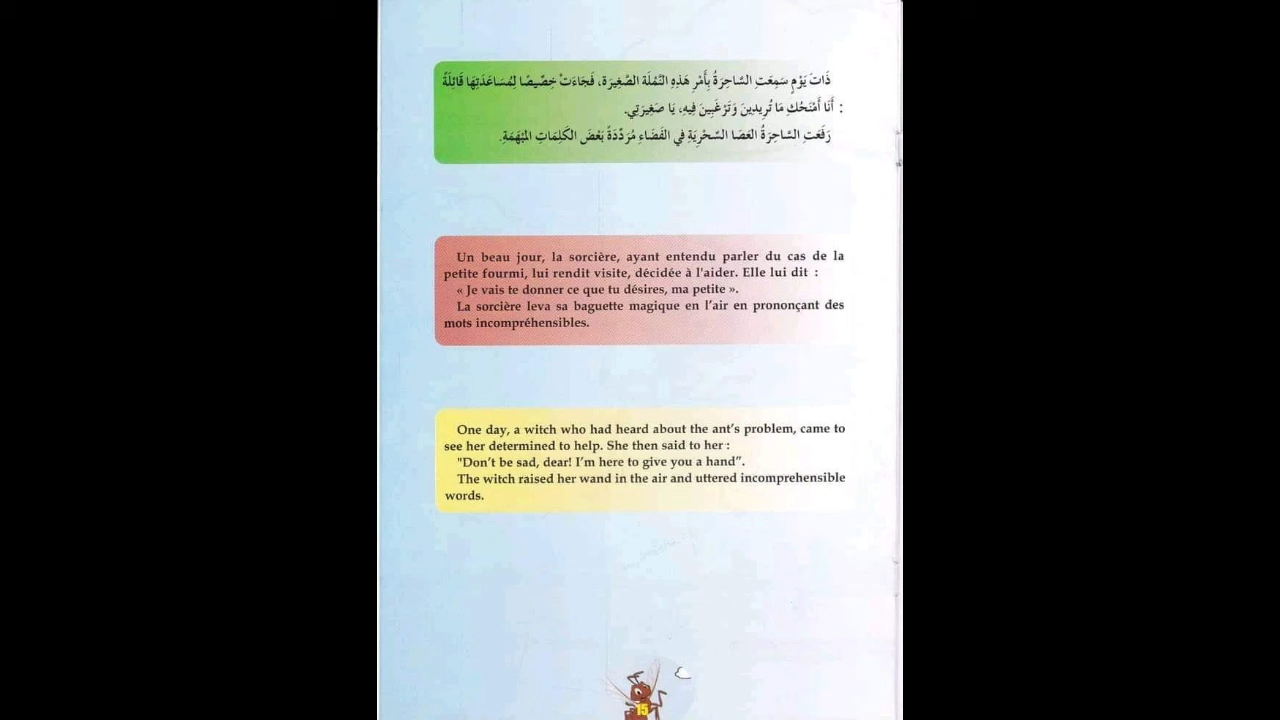 ذَاتَ يَوْمٍ سَمِعَتِ السَّاحِرَةُ بِأَمْرِ هَذِهِ النَّمْلَة الصَّغِيرَة، فَجَاءَتْ خِصِّيصًا لِمُسَاعَدَتِهَا قَائِلَةً
: أَنَا أَمْنَحُكِ مَا تُرِيدِينَ وَتَرْغَبِينَ فِيهِ، يَا صَغِيرَتِي.
رَفَعَتِ السَّاحِرَةُ العَصَا السِّحْرِيَةِ فِي الفَضَاءِ مُرَدِّدَةً بَعْضَ الكَلِمَاتِ المُبْهَمَةِ.
Un beau jour, la sorcière, ayant entendu parler du cas de la
petite fourmi, lui rendit visite, décidée à l'aider. Elle lui dit :
« Je vais te donner ce que tu désires, ma petite ».
La sorcière leva sa baguette magique en l’air en prononçant des
mots incompréhensibles.
One day, a witch who had heard about the ant’s problem, came to
see her determined to help. She then said to her :
"Don’t be sad, dear! I’m here to give you a hand”.
The witch raised her wand in the air and uttered incomprehensible
words.
15